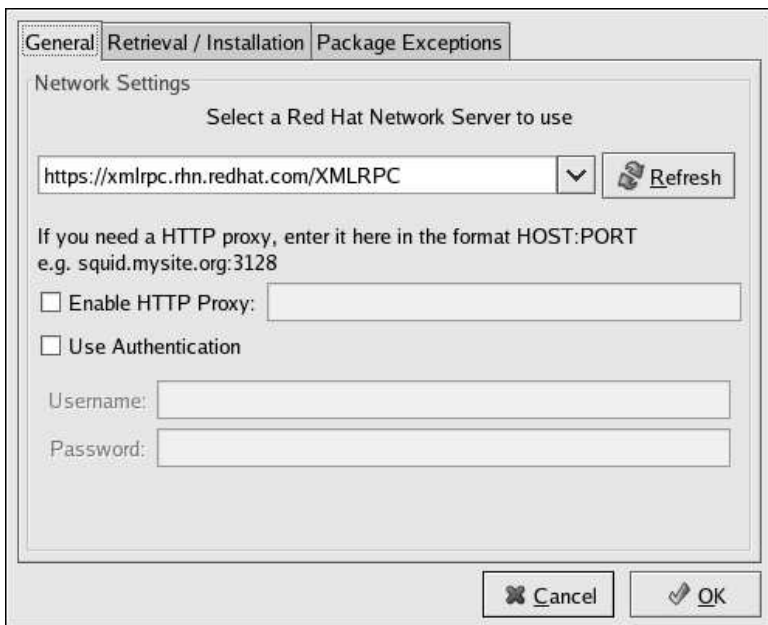 General Retrieval / Installation Package Exceptions
Network Settings
Select a Red Hat Network Server to use
https://xmlrpc.rhn.redhat.com/XMLRPC Refresh
If you need a HTTP proxy, enter it here in the format HOST:PORT
e.g. squid.mysite.org:3128
Enable HTTP Proxy:
Use Authentication
Username:
Password:
Cancel OK